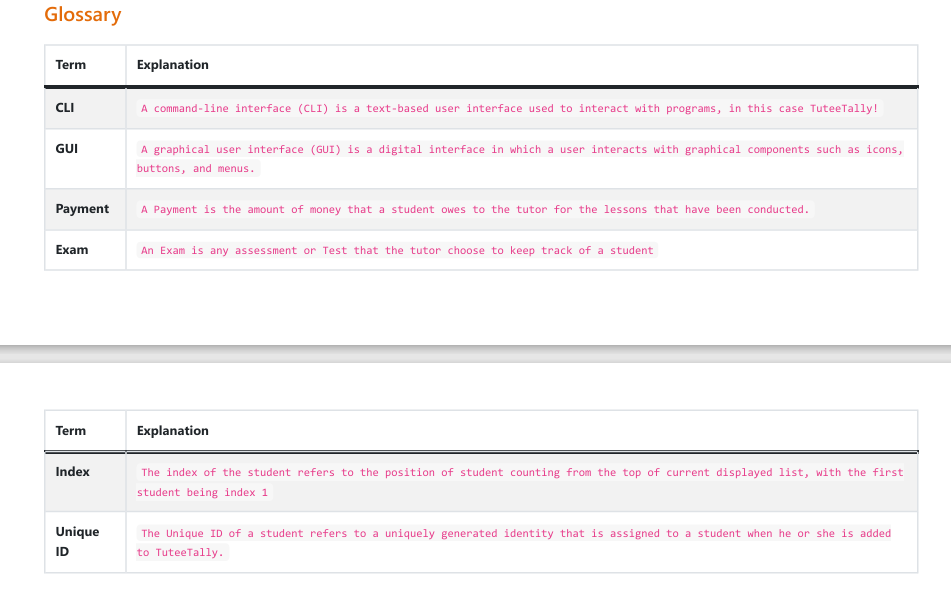 Glossary
Term Explanation
CLI A command-line interface (CLI) is a text-based user interface used to interact with programs, in this case TuteeTally!
GUI A graphical user interface (GUI) is a digital interface in which a user interacts with graphical components such as icons,
buttons, and menus.
Payment A Payment is the amount of money that a student owes to the tutor for the lessons that have been conducted.
Exam An Exam is any assessment or Test that the tutor choose to keep track of a student
Term Explanation
Index The index of the student refers to the position of student counting from the top of current displayed list, with the first
student being index 1
Unique The Unique ID of a student refers to a uniquely generated identity that is assigned to a student when he or she is added
ID to TuteeTally.